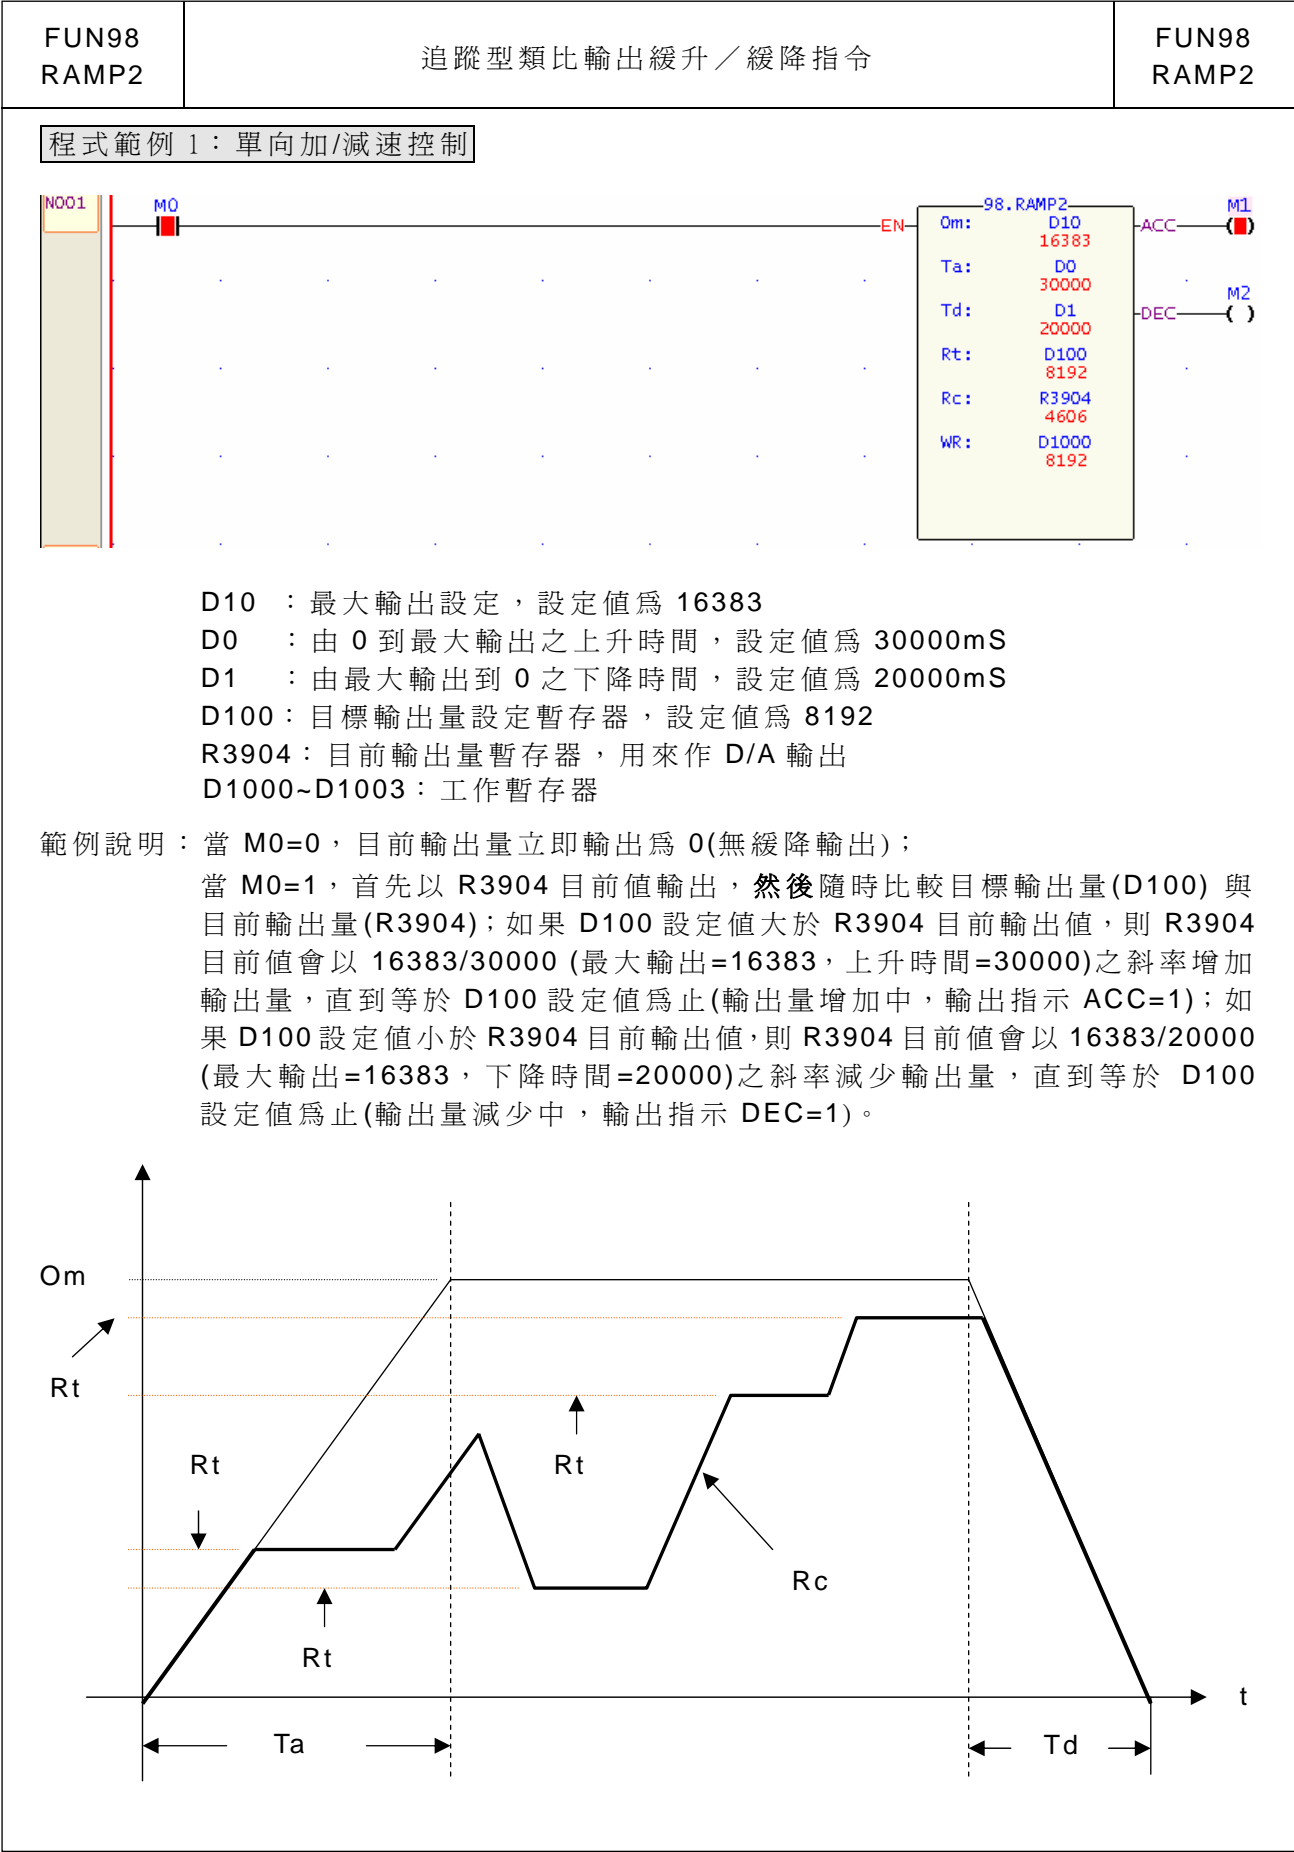 FUN98
RAMP2
追蹤型類比輸出緩升／緩降指令
FUN98
RAMP2
程式範例 1：單向加/減速控制
N001
M0
EN
98.RAMP2
Om: D10
16383
Ta: D0
30000
Td: D1
20000
Rt: D100
8192
Rc: R3904
4606
WR: D1000
8192
ACC
M1
DEC
M2
D10 ：最大輸出設定，設定值為 16383
D0 ：由 0 到最大輸出之上升時間，設定值為 30000mS
D1 ：由最大輸出到 0 之下降時間，設定值為 20000mS
D100：目標輸出量設定暫存器，設定值為 8192
R3904：目前輸出量暫存器，用來作 D/A 輸出
D1000~D1003：工作暫存器
範例說明：當 M0=0，目前輸出量立即輸出為 0(無緩降輸出)；
當 M0=1，首先以 R3904 目前值輸出，然後隨時比較目標輸出量(D100) 與
目前輸出量(R3904)；如果 D100 設定值大於 R3904 目前輸出值，則 R3904
目前值會以 16383/30000 (最大輸出=16383，上升時間=30000)之斜率增加
輸出量，直到等於 D100 設定值為止(輸出量增加中，輸出指示 ACC=1)；如
果 D100 設定值小於 R3904 目前輸出值，則 R3904 目前值會以 16383/20000
(最大輸出=16383，下降時間=20000)之斜率減少輸出量，直到等於 D100
設定值為止(輸出量減少中，輸出指示 DEC=1)。
Om
Rt
Rt
Rt
Rc
Rt
t
Ta
Td